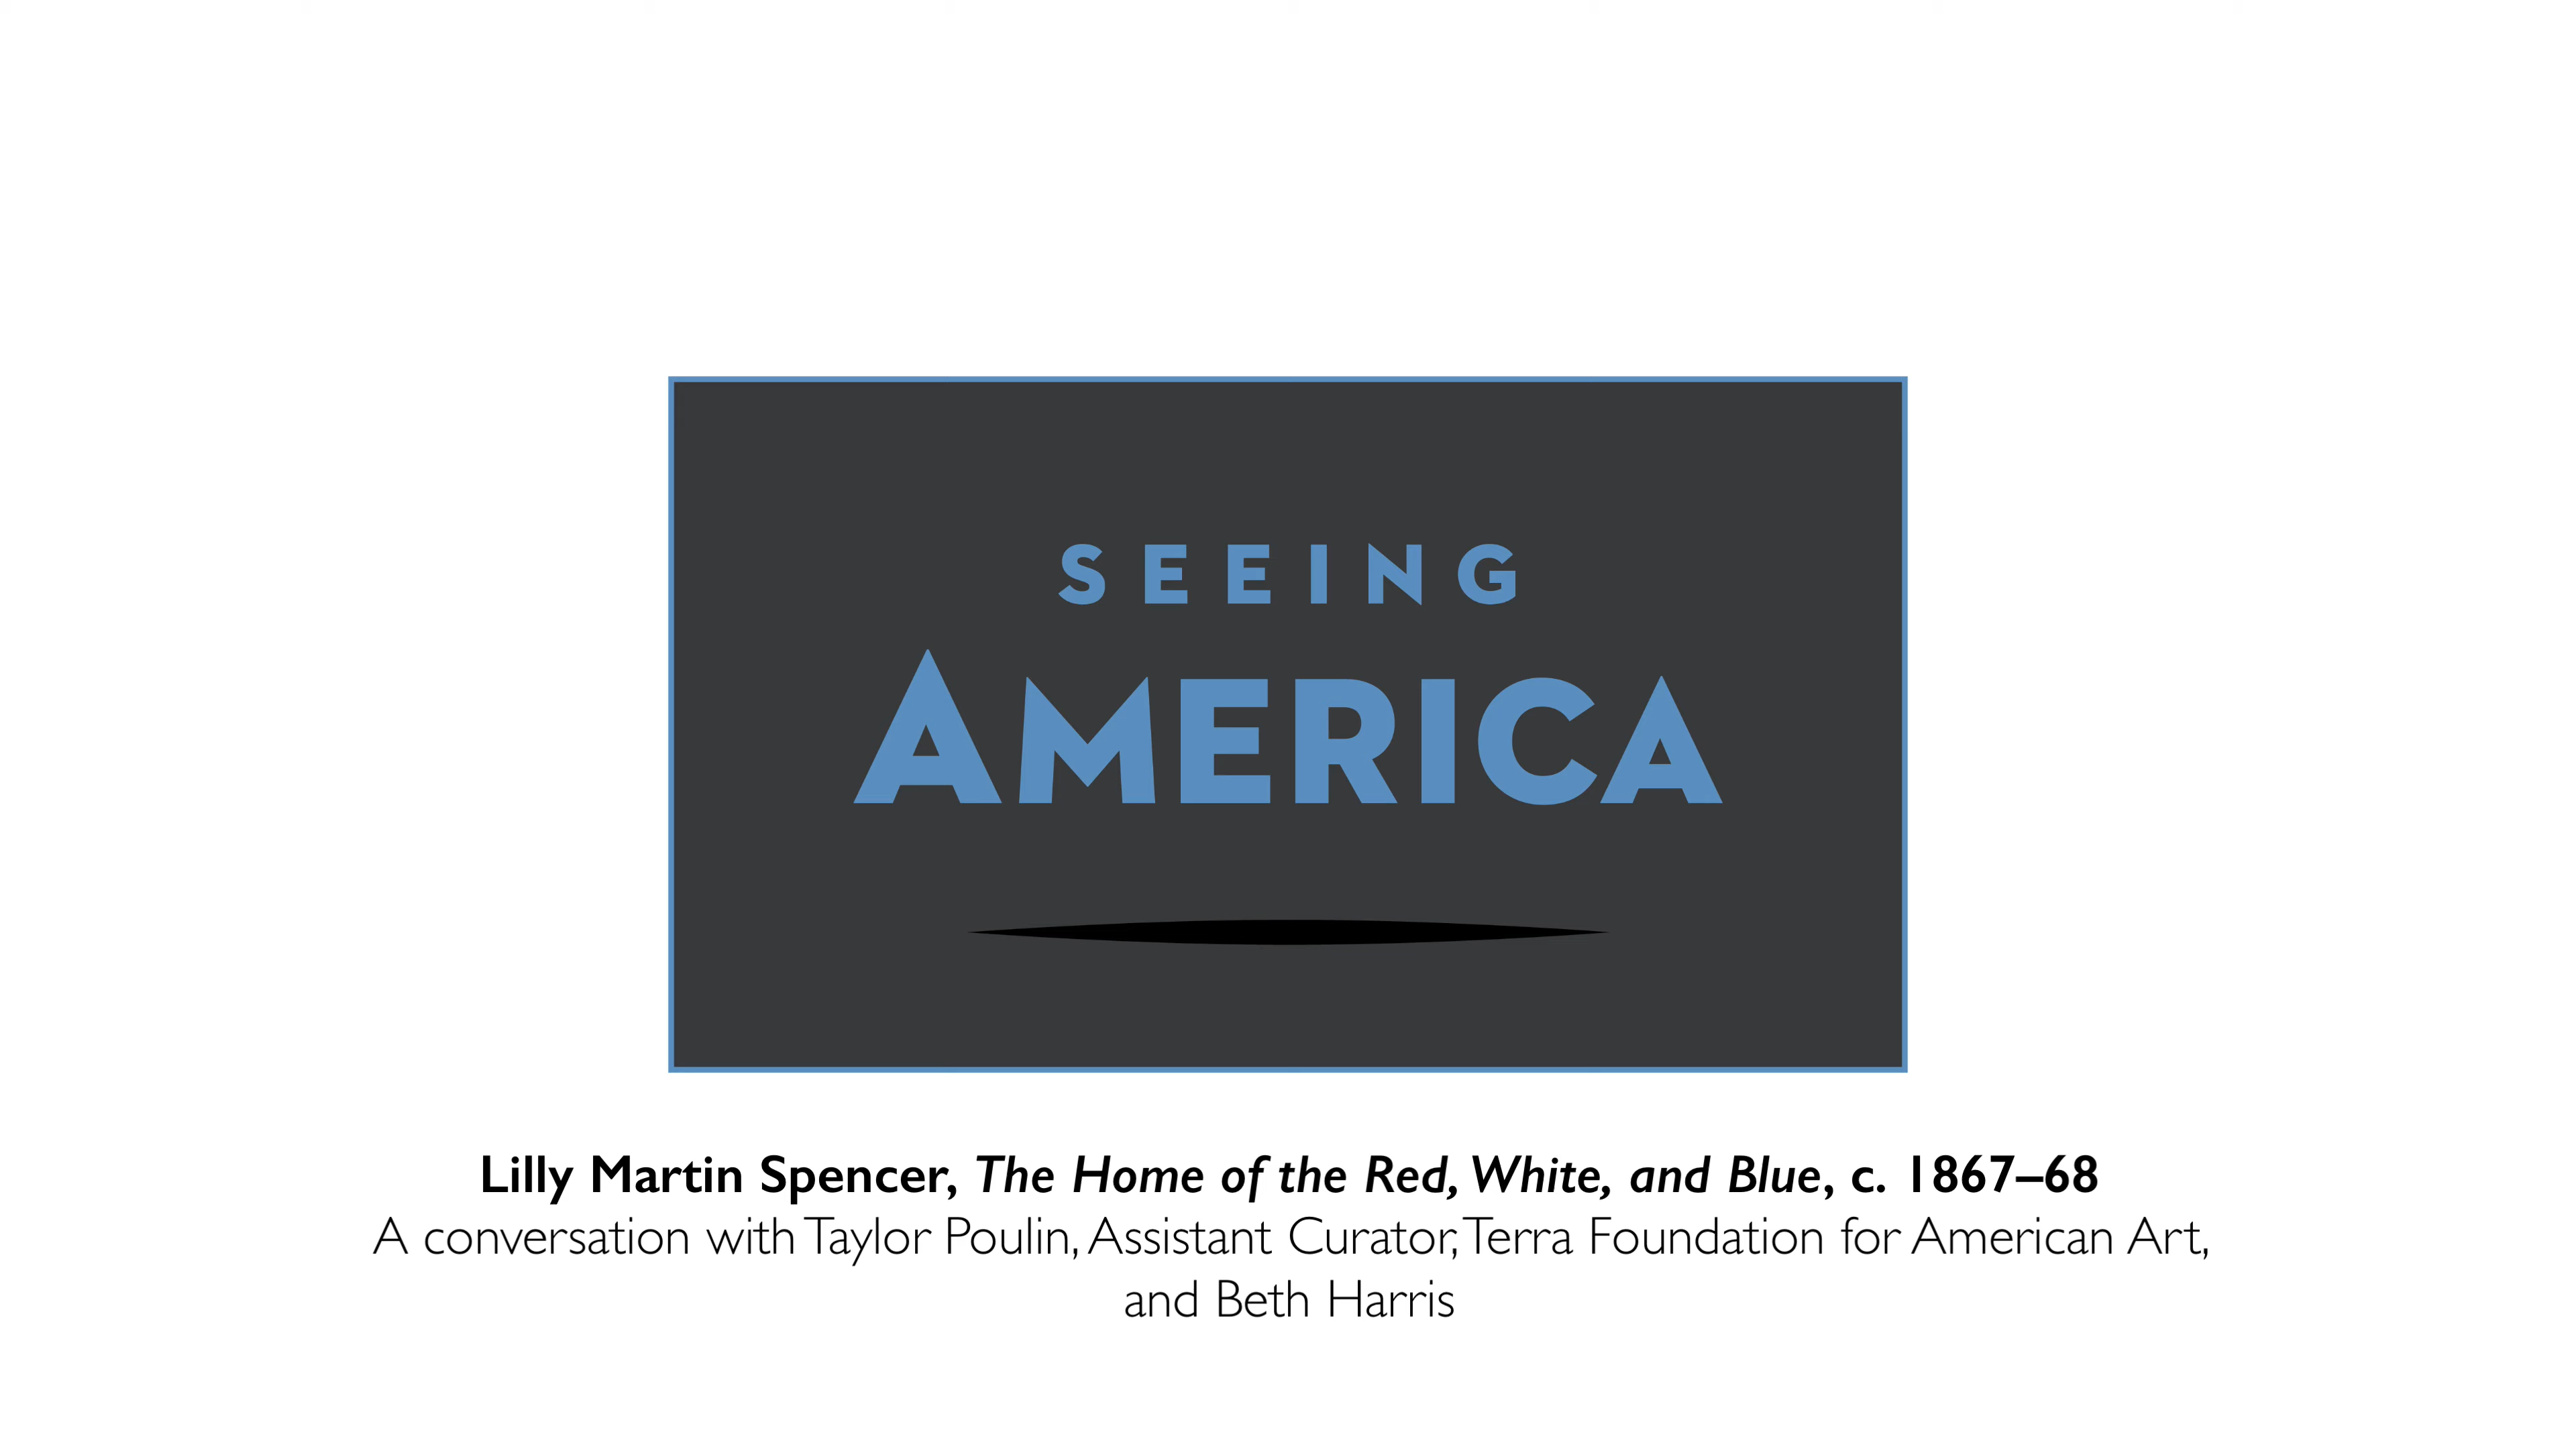 SEEING
AMERICA
Lilly Martin Spencer, The Home of the Red, White, and Blue, c. 1867–68
A conversation with Taylor Poulin, Assistant Curator, Terra Foundation for American Art,
and Beth Harris